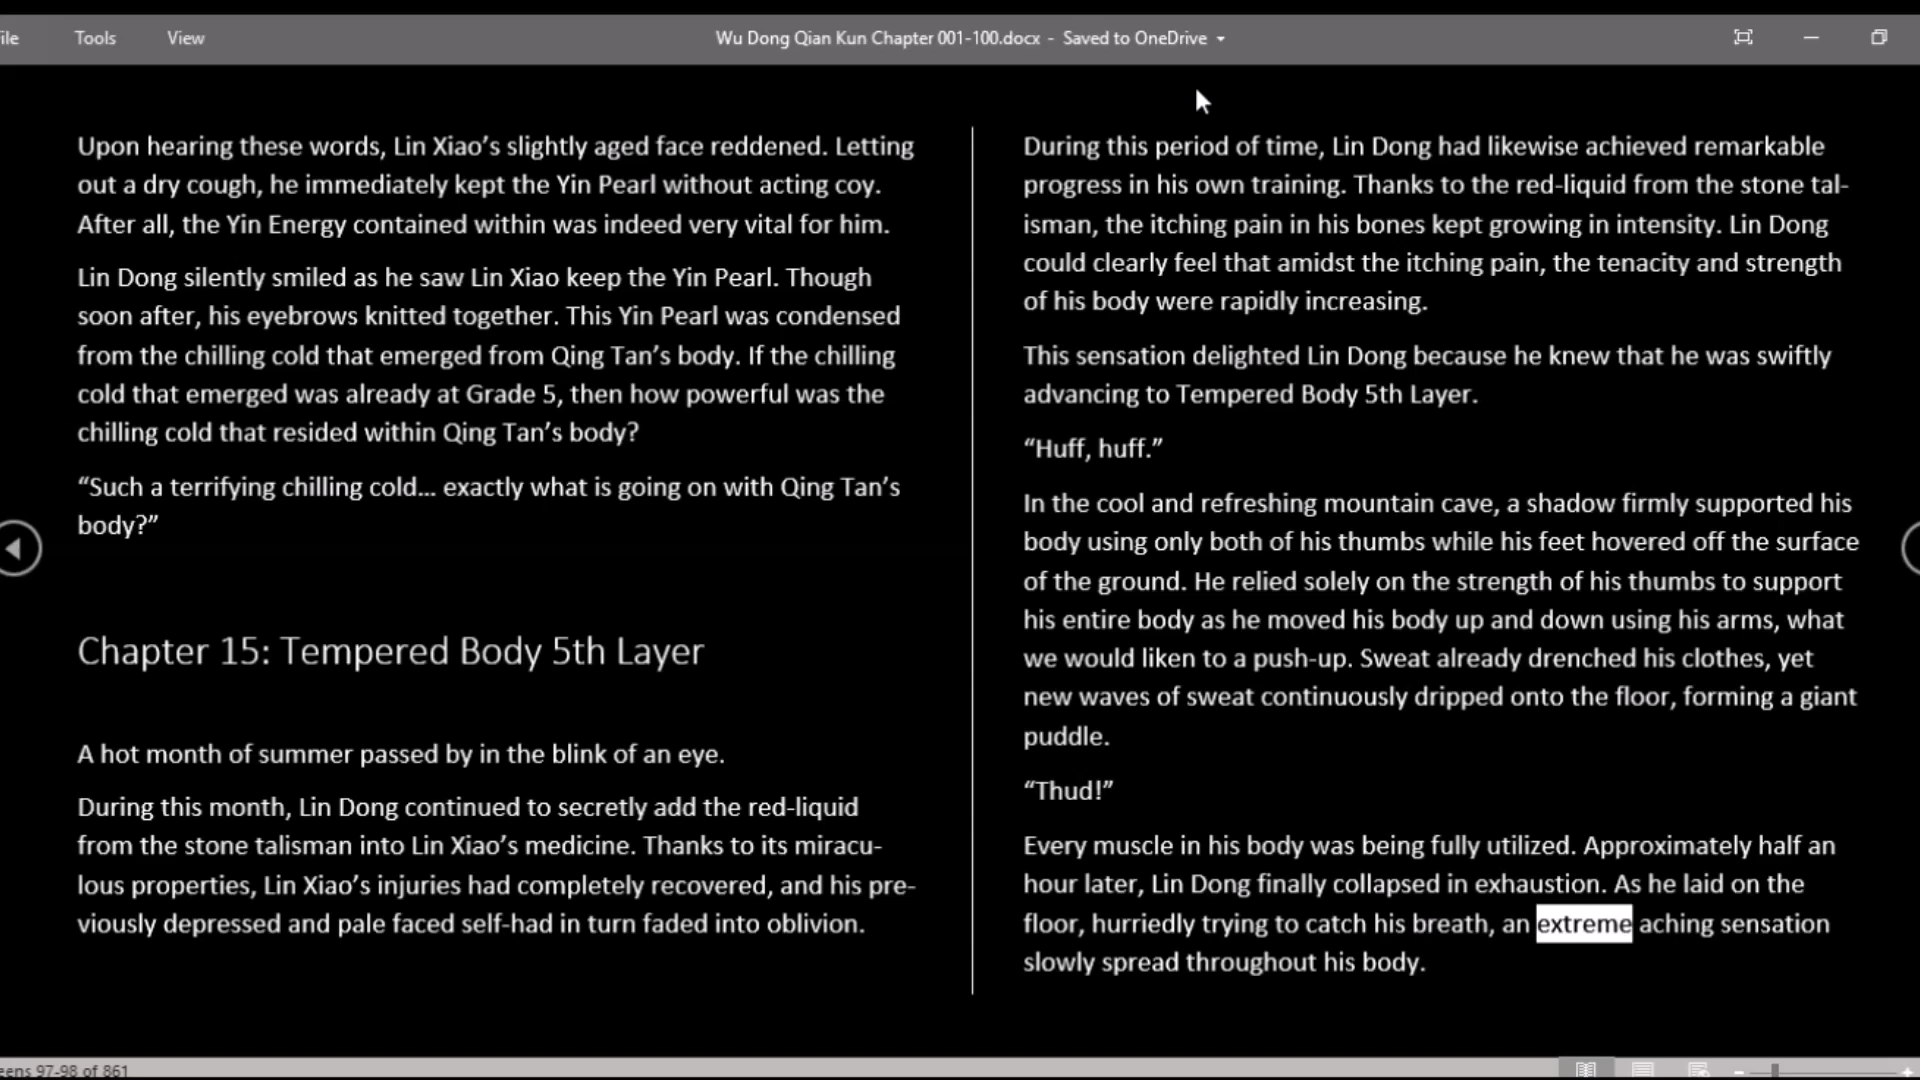 ile Tools View Wu Dong Qian Kun Chapter 001-100.docx - Saved to OneDrive
Upon hearing these words, Lin Xiao’s slightly aged face reddened. Letting
out a dry cough, he immediately kept the Yin Pearl without acting coy.
After all, the Yin Energy contained within was indeed very vital for him.
Lin Dong silently smiled as he saw Lin Xiao keep the Yin Pearl. Though
soon after, his eyebrows knitted together. This Yin Pearl was condensed
from the chilling cold that emerged from Qing Tan’s body. If the chilling
cold that emerged was already at Grade 5, then how powerful was the
chilling cold that resided within Qing Tan’s body?
“Such a terrifying chilling cold... exactly what is going on with Qing Tan’s
body?”
Chapter 15: Tempered Body 5th Layer
A hot month of summer passed by in the blink of an eye.
During this month, Lin Dong continued to secretly add the red-liquid
from the stone talisman into Lin Xiao’s medicine. Thanks to its miracu-
lous properties, Lin Xiao’s injuries had completely recovered, and his pre-
viously depressed and pale faced self-had in turn faded into oblivion.
During this period of time, Lin Dong had likewise achieved remarkable
progress in his own training. Thanks to the red-liquid from the stone tal-
isman, the itching pain in his bones kept growing in intensity. Lin Dong
could clearly feel that amidst the itching pain, the tenacity and strength
of his body were rapidly increasing.
This sensation delighted Lin Dong because he knew that he was swiftly
advancing to Tempered Body 5th Layer.
“Huff, huff.”
In the cool and refreshing mountain cave, a shadow firmly supported his
body using only both of his thumbs while his feet hovered off the surface
of the ground. He relied solely on the strength of his thumbs to support
his entire body as he moved his body up and down using his arms, what
we would liken to a push-up. Sweat already drenched his clothes, yet
new waves of sweat continuously dripped onto the floor, forming a giant
puddle.
“Thud!”
Every muscle in his body was being fully utilized. Approximately half an
hour later, Lin Dong finally collapsed in exhaustion. As he laid on the
floor, hurriedly trying to catch his breath, an extreme aching sensation
slowly spread throughout his body.
eens 97-98 of 861